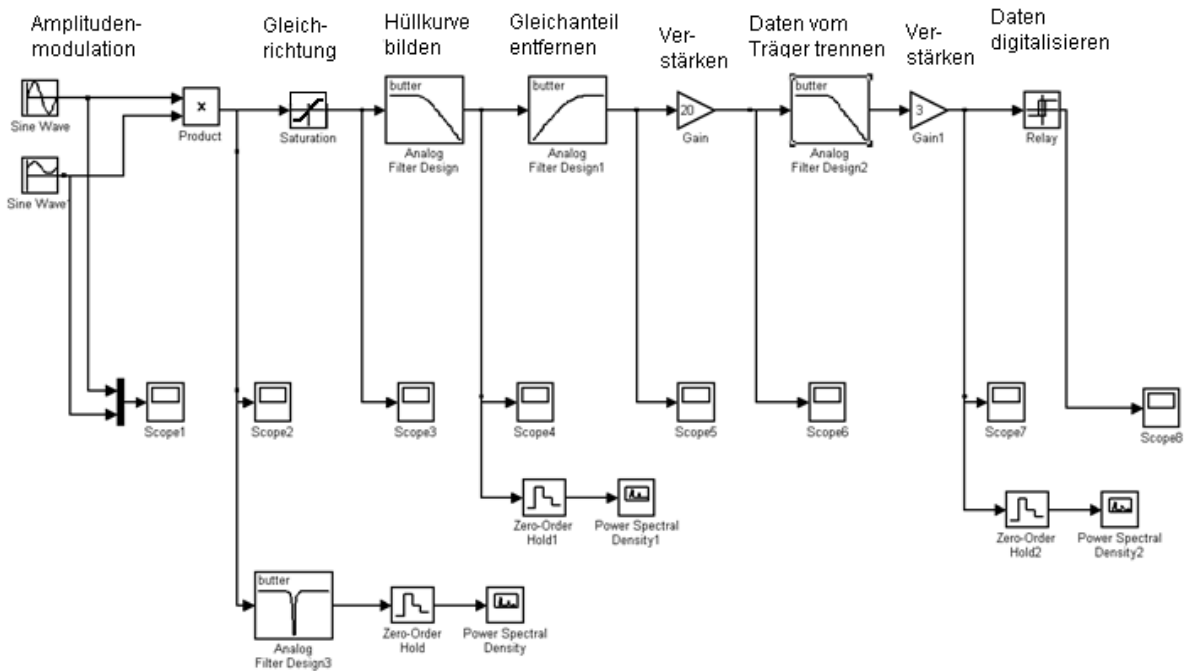 Amplituden-
modulation
Gleich-
richtung
Hüllkurve
bilden
Gleichanteil
entfernen
Ver-
stärken
Daten vom
Träger trennen
Ver-
stärken
Daten
digitalisieren
Sine Wave
Sine Wave1
x
Product
Saturation
butter
Analog
Filter Design
butter
Analog
Filter Design1
20
Gain
butter
Analog
Filter Design2
3
Gain1
Relay
Scope1
Scope2
Scope3
Scope4
Scope5
Scope6
Scope7
Scope8
Zero-Order
Hold1
Power Spectral
Density1
Zero-Order
Hold2
Power Spectral
Density2
butter
Analog
Filter Design3
Zero-Order
Hold
Power Spectral
Density